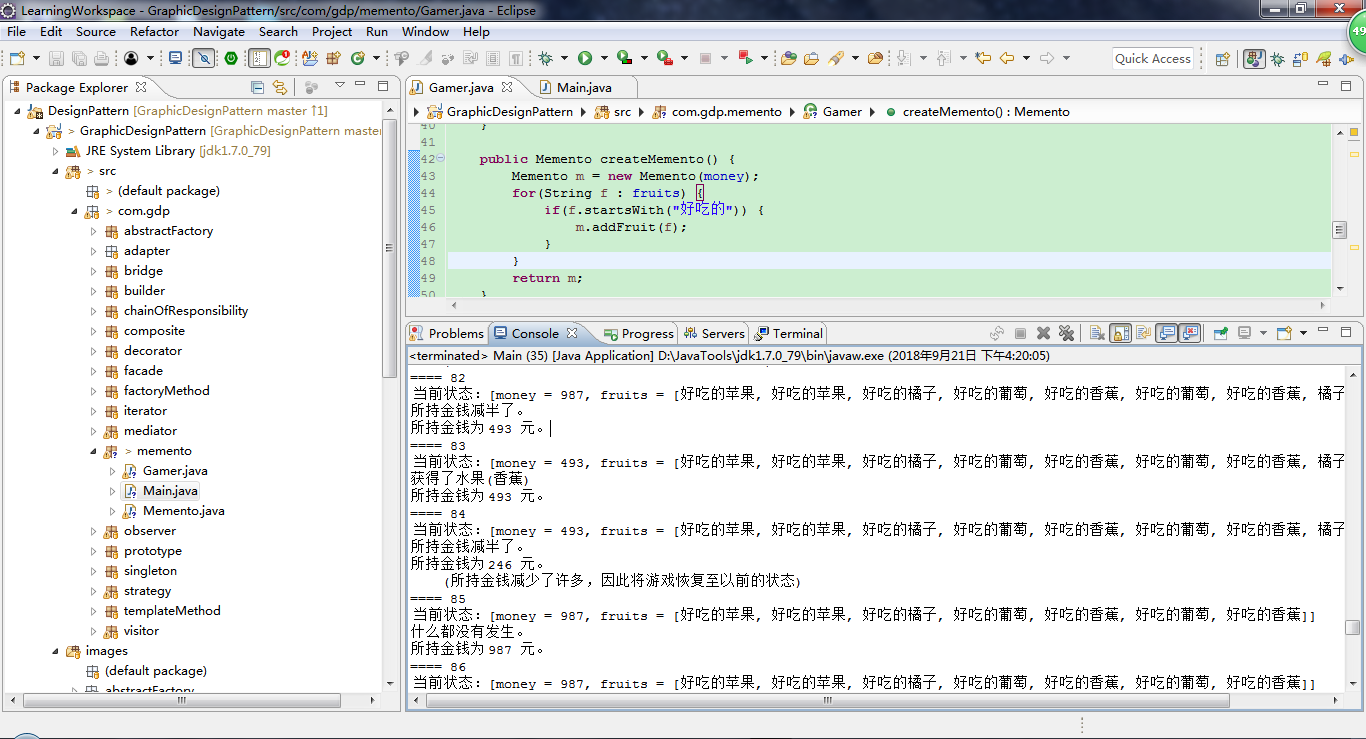 LearningWorkspace - GraphicDesignPattern/src/com/gdp/memento/Gamer.java - Eclipse
File Edit Source Refactor Navigate Search Project Run Window Help
49
Quick Access
Package Explorer
DesignPattern [GraphicDesignPattern master ↑1]
> GraphicDesignPattern [GraphicDesignPattern master
JRE System Library [jdk1.7.0_79]
> src
> (default package)
> com.gdp
abstractFactory
adapter
bridge
builder
chainOfResponsibility
composite
decorator
facade
factoryMethod
iterator
mediator
> memento
Gamer.java
Main.java
Memento.java
observer
prototype
singleton
strategy
templateMethod
visitor
images
(default package)
abstractFactory
Gamer.java Main.java
GraphicDesignPattern src com.gdp.memento Gamer createMemento() : Memento
40 }
41
42 public Memento createMemento() {
43 Memento m = new Memento(money);
44 for(String f : fruits) {
45 if(f.startsWith("好吃的")) {
46 m.addFruit(f);
47 }
48 }
49 return m;
50 }
Problems Console Progress Servers Terminal
<terminated> Main (35) [Java Application] D:\JavaTools\jdk1.7.0_79\bin\javaw.exe (2018年9月21日 下午4:20:05)
==== 82
当前状态：[money = 987, fruits = [好吃的苹果, 好吃的苹果, 好吃的橘子, 好吃的葡萄, 好吃的香蕉, 好吃的葡萄, 好吃的香蕉, 橘子
所持金钱减半了。
所持金钱为 493 元。
==== 83
当前状态：[money = 493, fruits = [好吃的苹果, 好吃的苹果, 好吃的橘子, 好吃的葡萄, 好吃的香蕉, 好吃的葡萄, 好吃的香蕉, 橘子
获得了水果(香蕉)
所持金钱为 493 元。
==== 84
当前状态：[money = 493, fruits = [好吃的苹果, 好吃的苹果, 好吃的橘子, 好吃的葡萄, 好吃的香蕉, 好吃的葡萄, 好吃的香蕉, 橘子
所持金钱减半了。
所持金钱为 246 元。
(所持金钱减少了许多，因此将游戏恢复至以前的状态)
==== 85
当前状态：[money = 987, fruits = [好吃的苹果, 好吃的苹果, 好吃的橘子, 好吃的葡萄, 好吃的香蕉, 好吃的葡萄, 好吃的香蕉]]
什么都没有发生。
所持金钱为 987 元。
==== 86
当前状态：[money = 987, fruits = [好吃的苹果, 好吃的苹果, 好吃的橘子, 好吃的葡萄, 好吃的香蕉, 好吃的葡萄, 好吃的香蕉]]